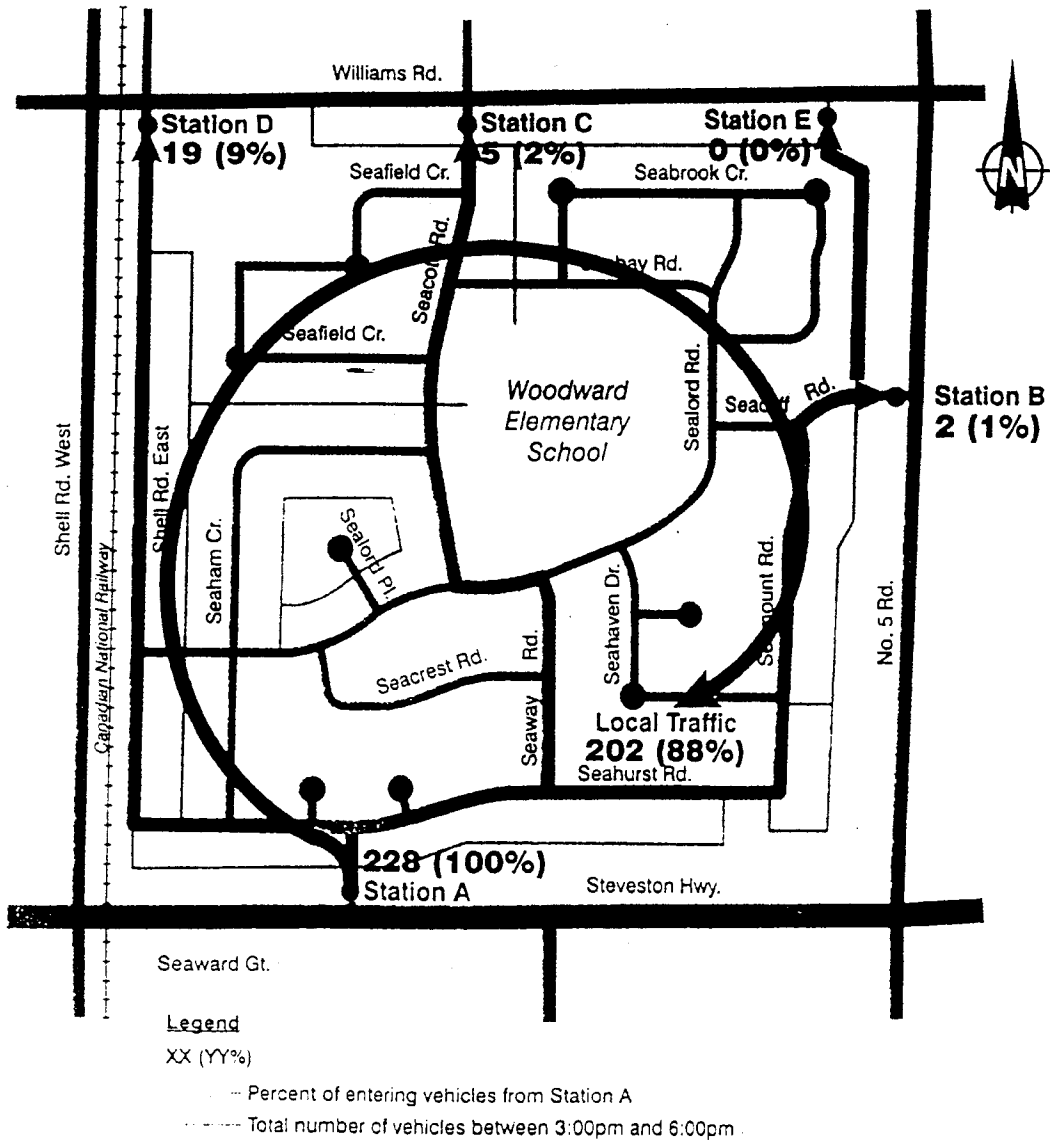 Williams Rd.
Station D
19 (9%)
Station C
5 (2%)
Station E
0 (0%)
N
Seafield Cr.
Seabrook Cr.
Rd.
Seafield Cr.
Woodward
Elementary
School
Sealord Rd.
Rd.
Station B
2 (1%)
Shell Rd. West
Shell Rd. East
Canadian National Railway
Seaham Cr.
Sealord Pl.
Seacrest Rd.
Seaway Rd.
Seahaven Dr.
Rd.
No. 5 Rd.
Local Traffic
202 (88%)
Seahurst Rd.
228 (100%)
Station A
Steveston Hwy.
Seaward Gt.
Legend
XX (YY%)
Percent of entering vehicles from Station A
Total number of vehicles between 3:00pm and 6:00pm